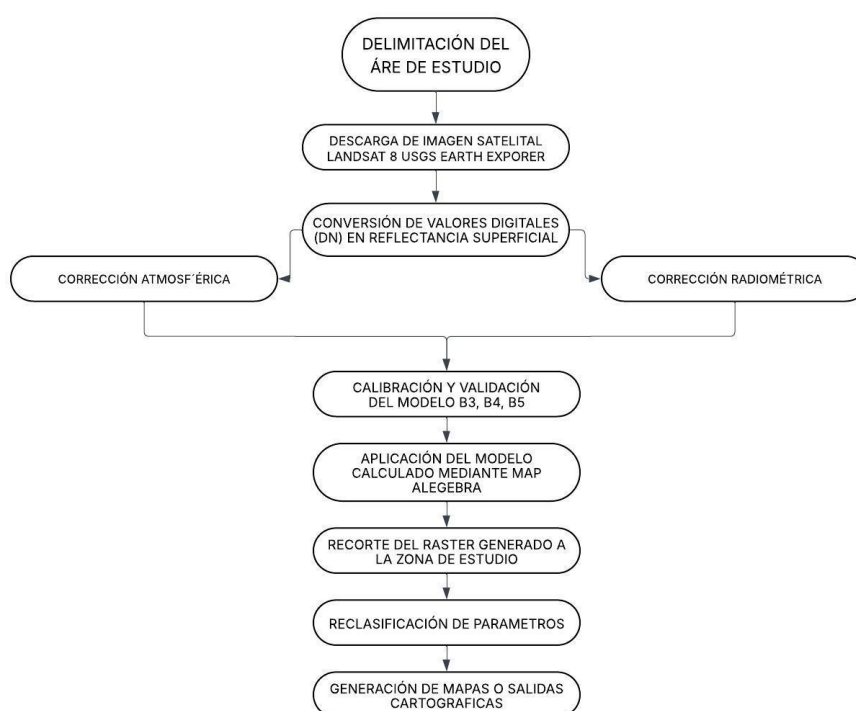 DELIMITACIÓN DEL
ÁRE DE ESTUDIO
DESCARGA DE IMAGEN SATELITAL
LANDSAT 8 USGS EARTH EXPORER
CONVERSIÓN DE VALORES DIGITALES
(DN) EN REFLECTANCIA SUPERFICIAL
CORRECCIÓN ATMOSF´ÉRICA
CORRECCIÓN RADIOMÉTRICA
CALIBRACIÓN Y VALIDACIÓN
DEL MODELO B3, B4, B5
APLICACIÓN DEL MODELO
CALCULADO MEDIANTE MAP
ALEGEBRA
RECORTE DEL RASTER GENERADO A
LA ZONA DE ESTUDIO
RECLASIFICACIÓN DE PARAMETROS
GENERACIÓN DE MAPAS O SALIDAS
CARTOGRAFICAS